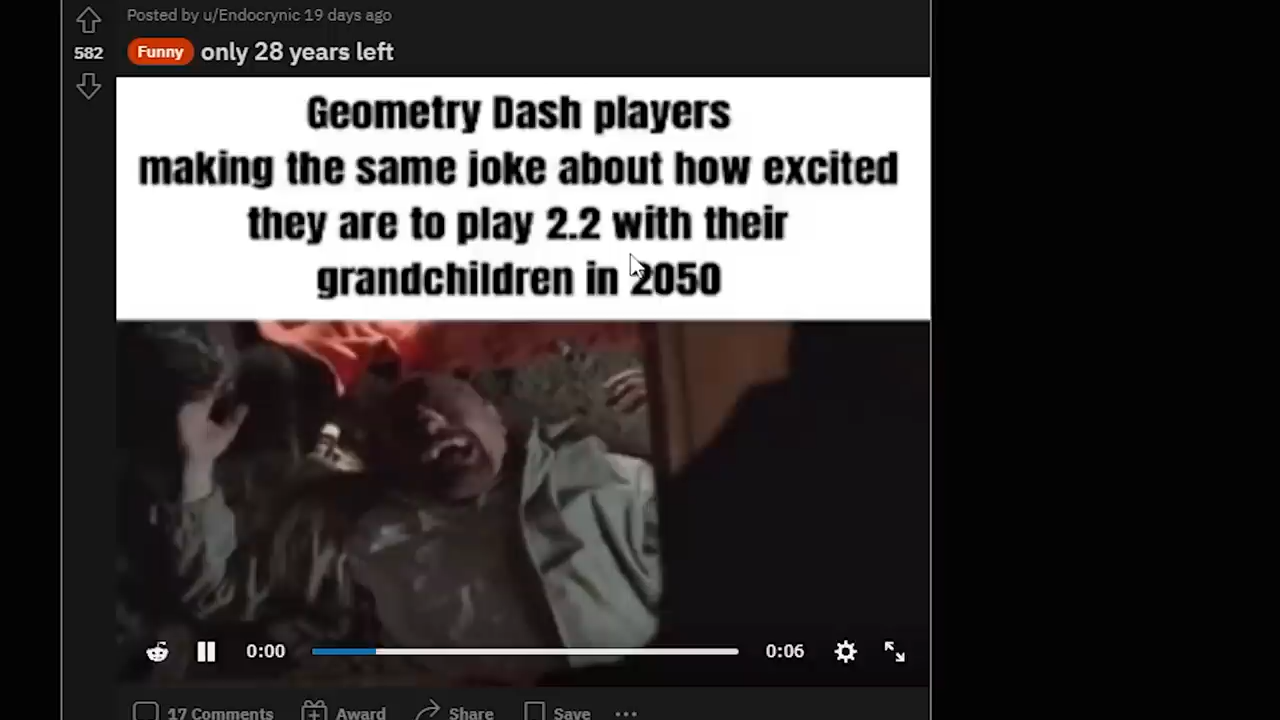 Posted by u/Endocrynic 19 days ago
582
Funny only 28 years left
Geometry Dash players
making the same joke about how excited
they are to play 2.2 with their
grandchildren in 2050
0:00
0:06
17 Comments Award Share Save